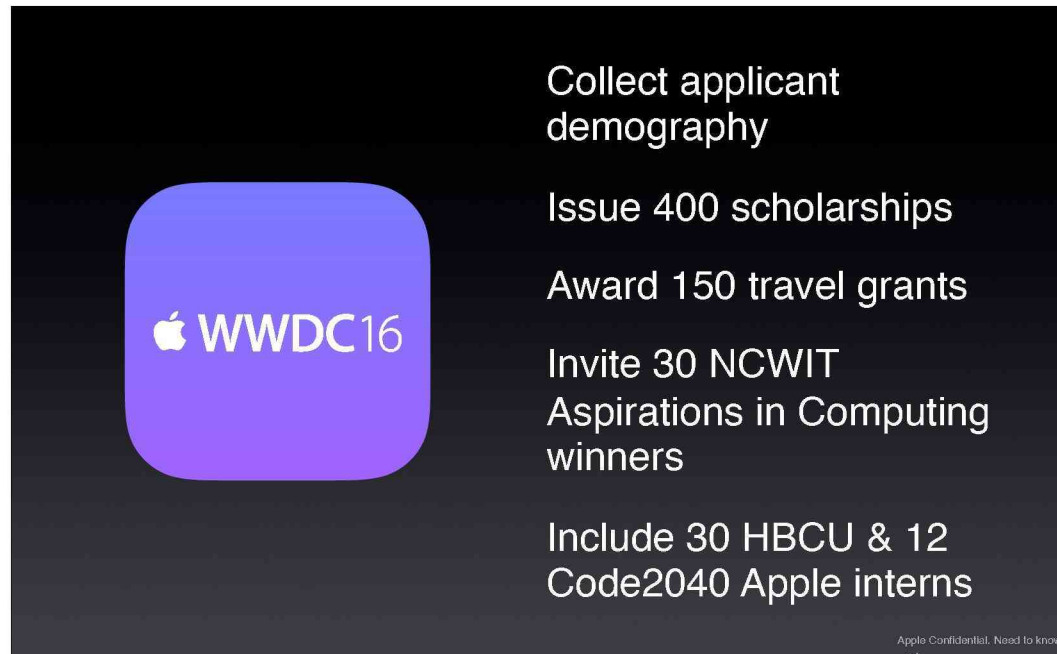 WWDC16
Collect applicant
demography
Issue 400 scholarships
Award 150 travel grants
Invite 30 NCWIT
Aspirations in Computing
winners
Include 30 HBCU & 12
Code2040 Apple interns
Apple Confidential. Need to know